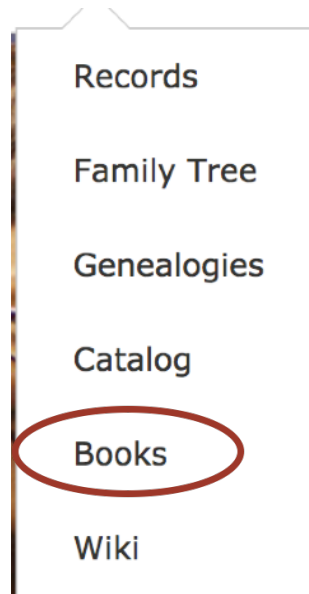 Records
Family Tree
Genealogies
Catalog
Books
Wiki